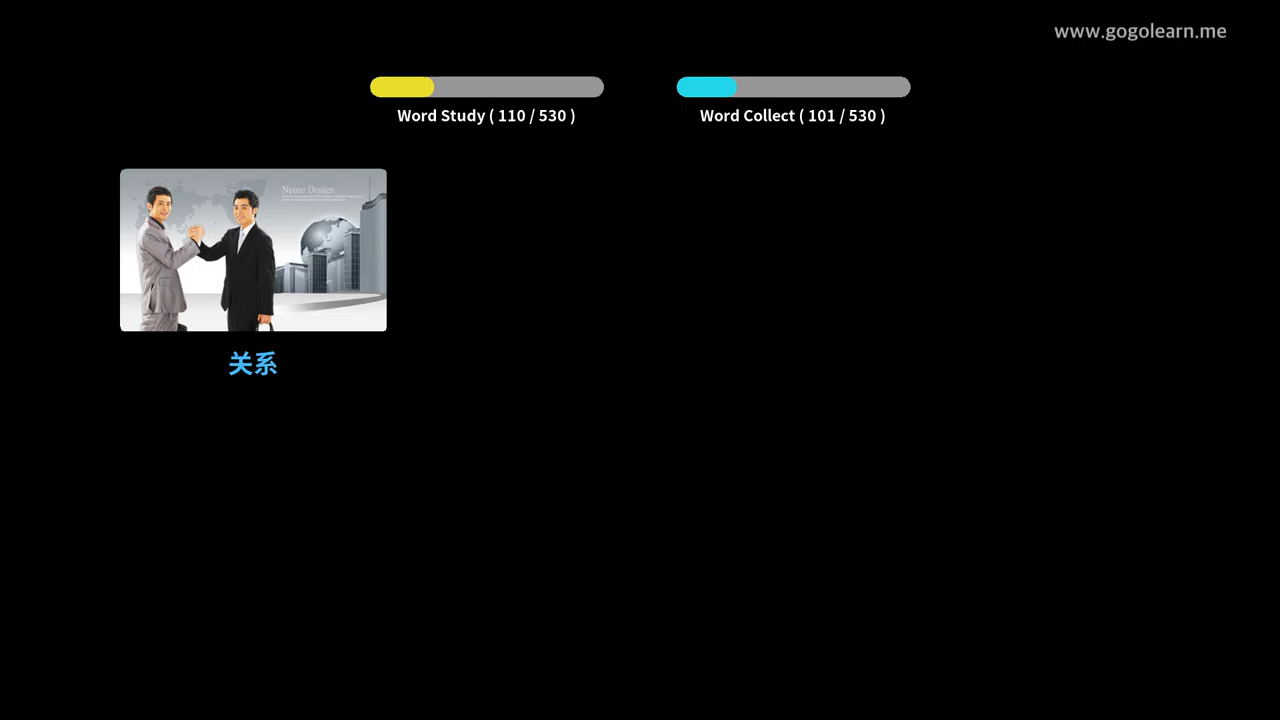 www.gogolearn.me
Word Study ( 110 / 530 )
Word Collect ( 101 / 530 )
Npine Design
关系